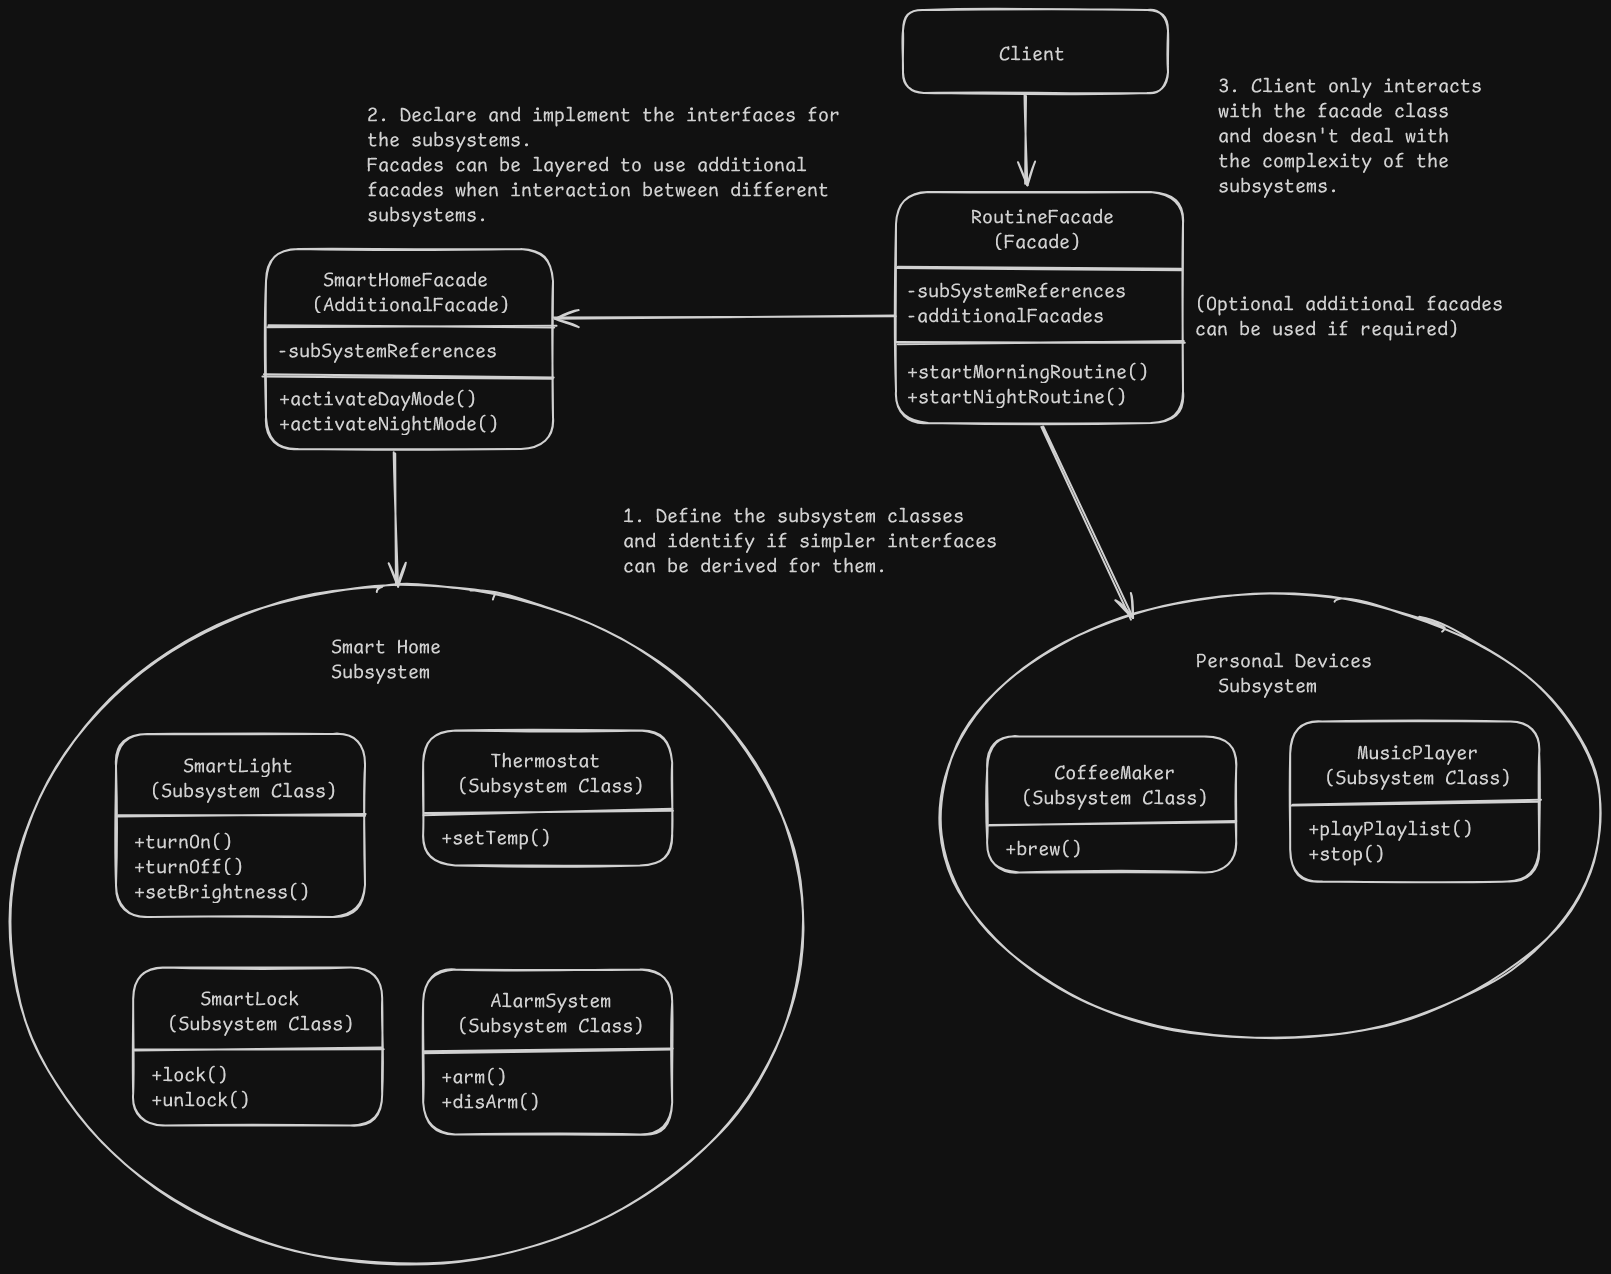 Client
3. Client only interacts
with the facade class
and doesn't deal with
the complexity of the
subsystems.
2. Declare and implement the interfaces for
the subsystems.
Facades can be layered to use additional
facades when interaction between different
subsystems.
RoutineFacade
(Facade)
-subSystemReferences
-additionalFacades
+startMorningRoutine()
+startNightRoutine()
(Optional additional facades
can be used if required)
SmartHomeFacade
(AdditionalFacade)
-subSystemReferences
+activateDayMode()
+activateNightMode()
1. Define the subsystem classes
and identify if simpler interfaces
can be derived for them.
Smart Home
Subsystem
SmartLight
(Subsystem Class)
+turnOn()
+turnOff()
+setBrightness()
Thermostat
(Subsystem Class)
+setTemp()
SmartLock
(Subsystem Class)
+lock()
+unlock()
AlarmSystem
(Subsystem Class)
+arm()
+disArm()
Personal Devices
Subsystem
CoffeeMaker
(Subsystem Class)
+brew()
MusicPlayer
(Subsystem Class)
+playPlaylist()
+stop()